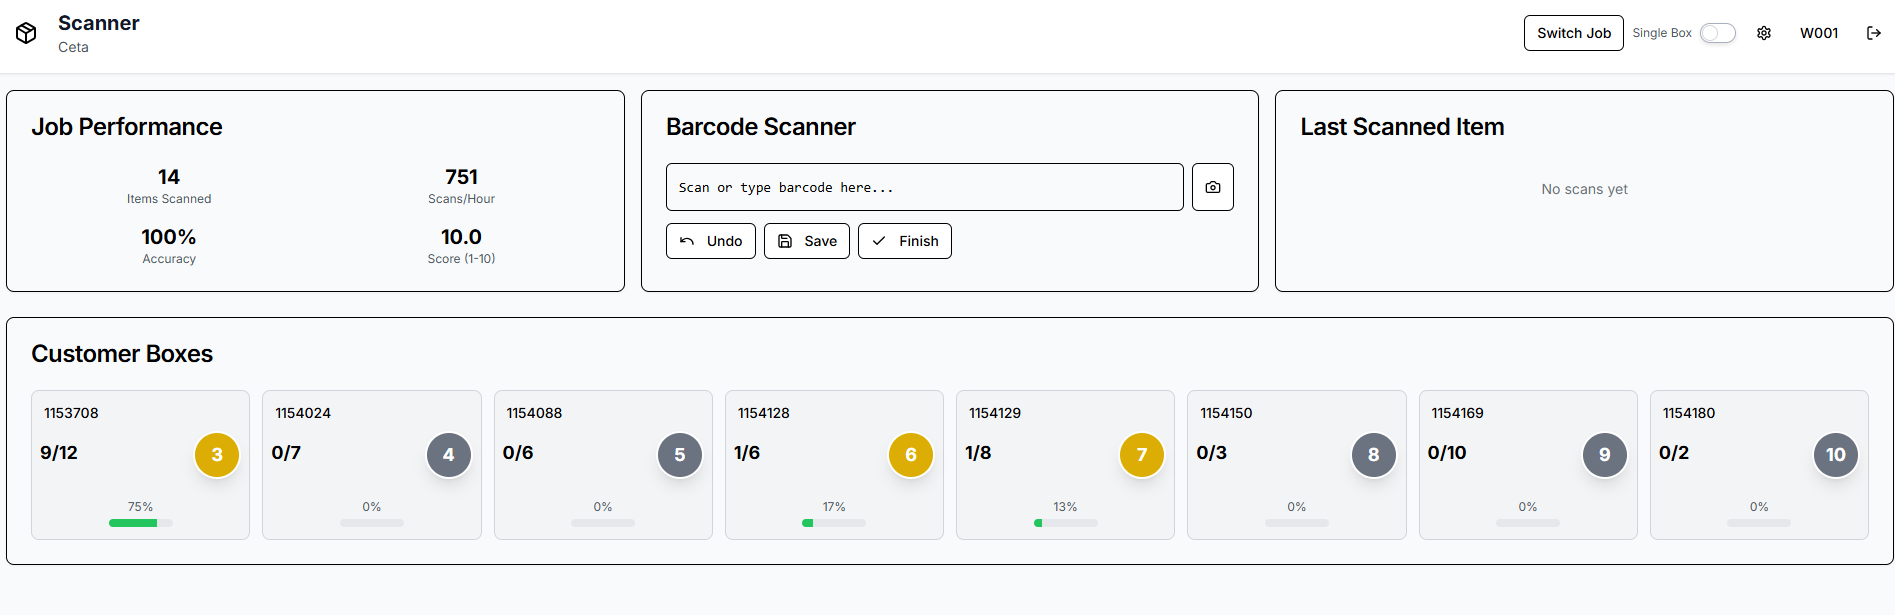 Scanner
Ceta
Switch Job
Single Box
W001
Job Performance
14
Items Scanned
751
Scans/Hour
100%
Accuracy
10.0
Score (1-10)
Barcode Scanner
Scan or type barcode here...
Undo
Save
Finish
Last Scanned Item
No scans yet
Customer Boxes
1153708
9/12
3
75%
1154024
0/7
4
0%
1154088
0/6
5
0%
1154128
1/6
6
17%
1154129
1/8
7
13%
1154150
0/3
8
0%
1154169
0/10
9
0%
1154180
0/2
10
0%